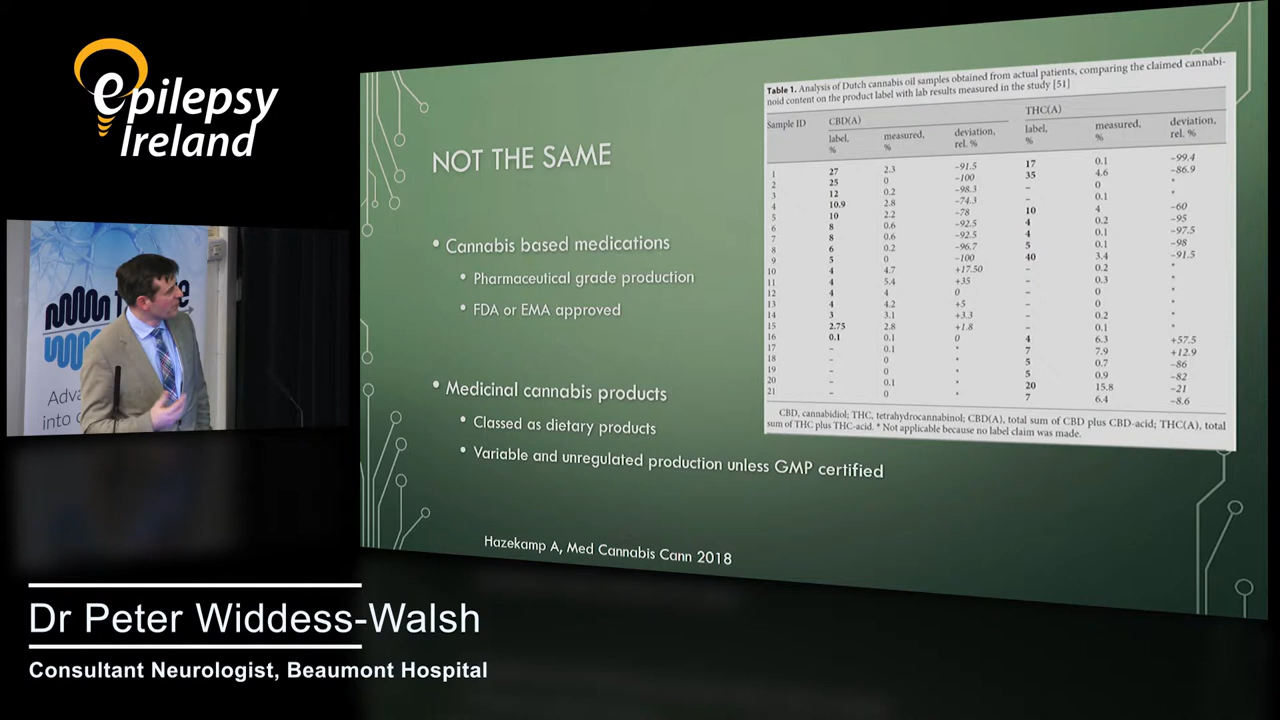 epilepsy
Ireland
NOT THE SAME
• Cannabis based medications
• Pharmaceutical grade production
• FDA or EMA approved
• Medicinal cannabis products
• Classed as dietary products
• Variable and unregulated production unless GMP certified
Hazekamp A, Med Cannabis Cann 2018
Table 1. Analysis of Dutch cannabis oil samples obtained from actual patients, comparing the claimed cannabi-
noid content on the product label with lab results measured in the study [51]
Sample ID CBD(A) THC(A)
label, % measured, % deviation, rel. % label, % measured, % deviation, rel. %
1 27 2.3 –91.5 17 0.1 –99.4
2 25 0 –100 35 4.6 –86.9
3 12 0.2 –98.3 – 0 *
4 10.9 2.8 –74.3 – 0.1 *
5 10 2.2 –78 10 4 –60
6 8 0.6 –92.5 4 0.2 –95
7 8 0.6 –92.5 4 0.1 –97.5
8 6 0.2 –96.7 5 0.1 –98
9 5 0 –100 40 3.4 –91.5
10 4 4.7 +17.50 – 0.2 *
11 4 5.4 +35 – 0.3 *
12 4 4 0 – 0 *
13 4 4.2 +5 – 0 *
14 3 3.1 +3.3 – 0.2 *
15 2.75 2.8 +1.8 – 0.1 *
16 0.1 0.1 0 4 6.3 +57.5
17 – 0.1 * 7 7.9 +12.9
18 – 0 * 5 0.7 –86
19 – 0 * 5 0.9 –82
20 – 0.1 * 20 15.8 –21
21 – 0 * 7 6.4 –8.6
CBD, cannabidiol; THC, tetrahydrocannabinol; CBD(A), total sum of CBD plus CBD-acid; THC(A), total
sum of THC plus THC-acid. * Not applicable because no label claim was made.
Adva
into
Dr Peter Widdess-Walsh
Consultant Neurologist, Beaumont Hospital